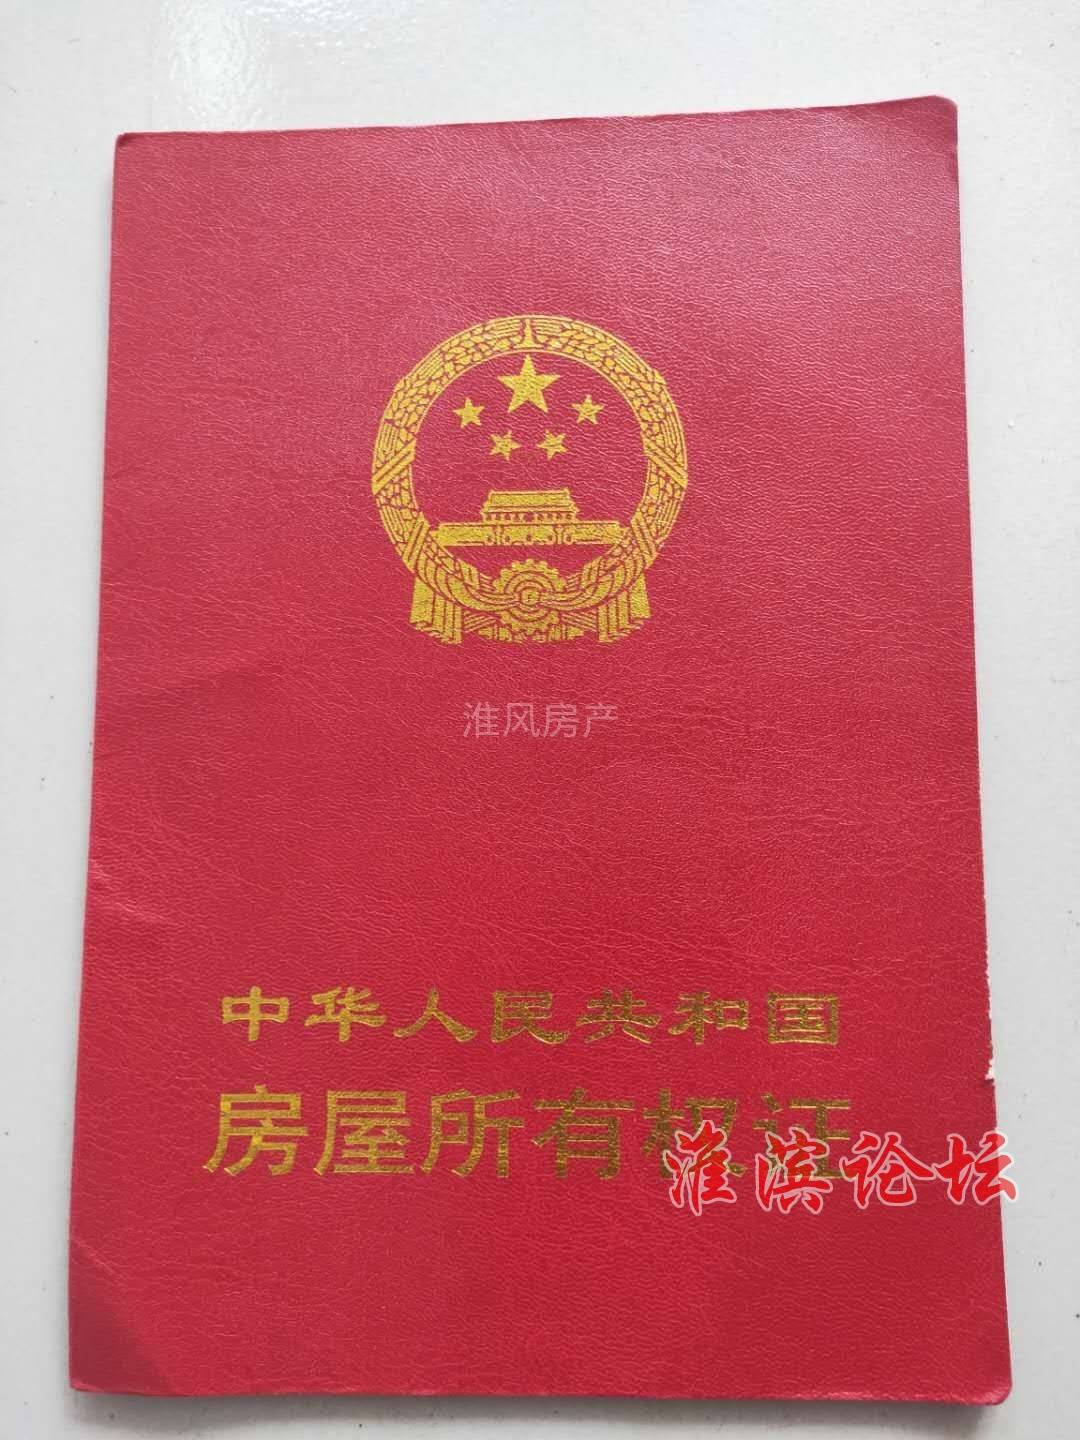 淮风房产
中华人民共和国
房屋所有权证
淮滨论坛